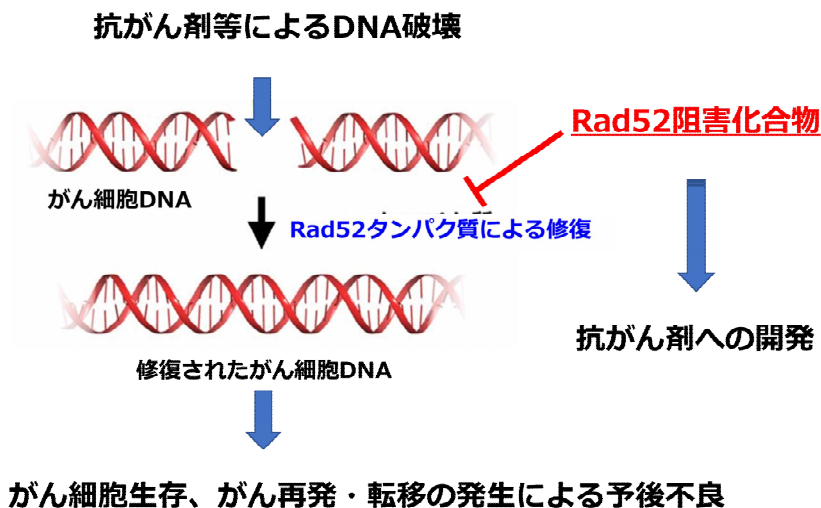 抗がん剤等によるDNA破壊
Rad52阻害化合物
がん細胞DNA
Rad52タンパク質による修復
修復されたがん細胞DNA
抗がん剤への開発
がん細胞生存、がん再発・転移の発生による予後不良